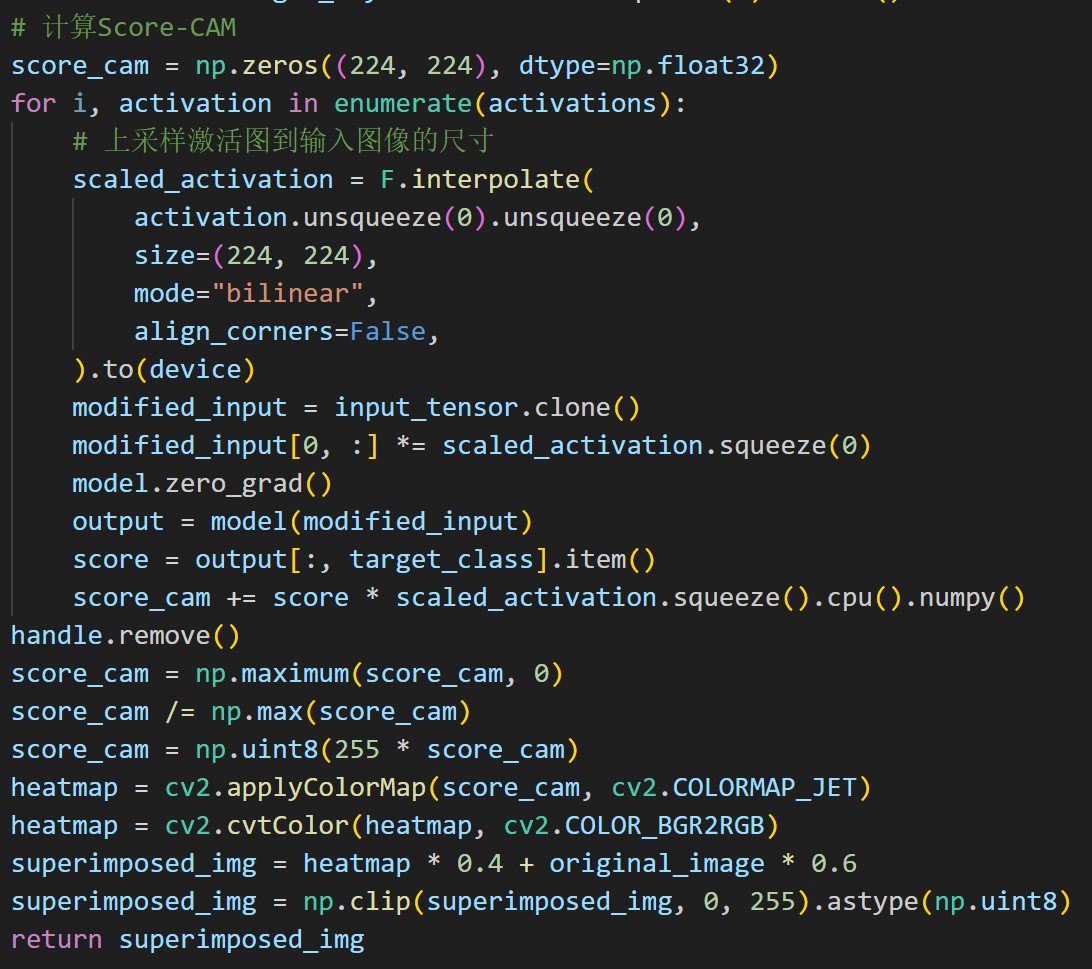 # 计算Score-CAM
score_cam = np.zeros((224, 224), dtype=np.float32)
for i, activation in enumerate(activations):
    # 上采样激活图到输入图像的尺寸
    scaled_activation = F.interpolate(
        activation.unsqueeze(0).unsqueeze(0),
        size=(224, 224),
        mode="bilinear",
        align_corners=False,
    ).to(device)
    modified_input = input_tensor.clone()
    modified_input[0, :] *= scaled_activation.squeeze(0)
    model.zero_grad()
    output = model(modified_input)
    score = output[:, target_class].item()
    score_cam += score * scaled_activation.squeeze().cpu().numpy()
handle.remove()
score_cam = np.maximum(score_cam, 0)
score_cam /= np.max(score_cam)
score_cam = np.uint8(255 * score_cam)
heatmap = cv2.applyColorMap(score_cam, cv2.COLORMAP_JET)
heatmap = cv2.cvtColor(heatmap, cv2.COLOR_BGR2RGB)
superimposed_img = heatmap * 0.4 + original_image * 0.6
superimposed_img = np.clip(superimposed_img, 0, 255).astype(np.uint8)
return superimposed_img